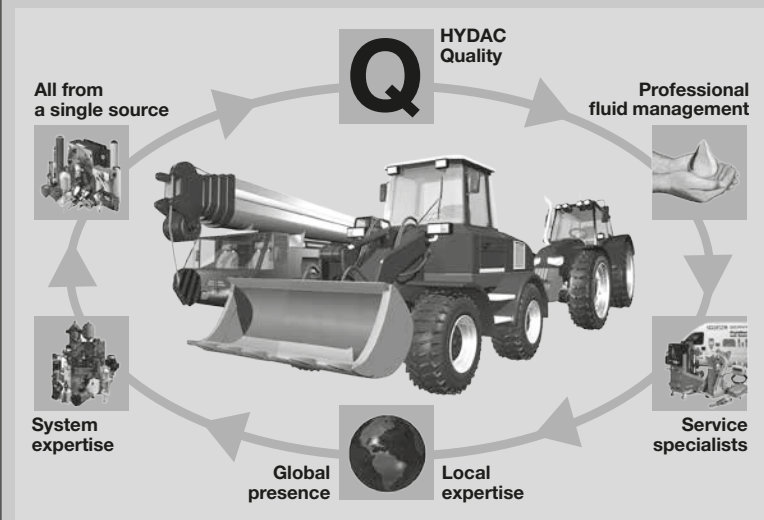 Q
HYDAC
Quality
All from
a single source
Professional
fluid management
System
expertise
Service
specialists
Global
presence
Local
expertise